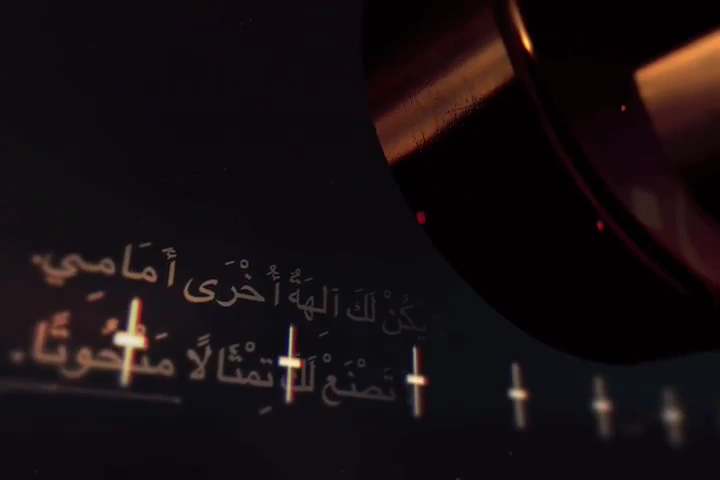 يَكُنْ لَكَ آلِهَةٌ أُخْرَى أَمَامِي.
تَصْنَعْ لَكَ تِمْثَالًا مَنْحُوتًا.